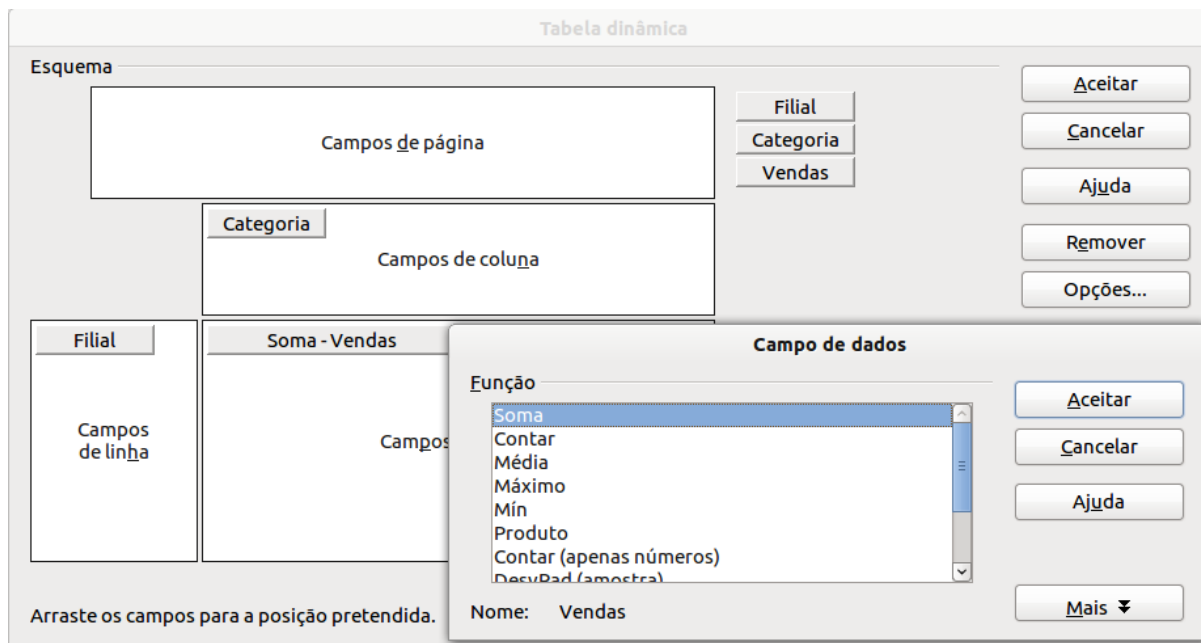 Tabela dinâmica
Esquema
Campos de página
Filial
Categoria
Vendas
Aceitar
Cancelar
Ajuda
Remover
Opções...
Categoria
Campos de coluna
Filial
Campos
de linha
Soma - Vendas
Campos
Arraste os campos para a posição pretendida.
Campo de dados
Função
Soma
Contar
Média
Máximo
Mín
Produto
Contar (apenas números)
DesvPad (amostra)
Nome: Vendas
Aceitar
Cancelar
Ajuda
Mais